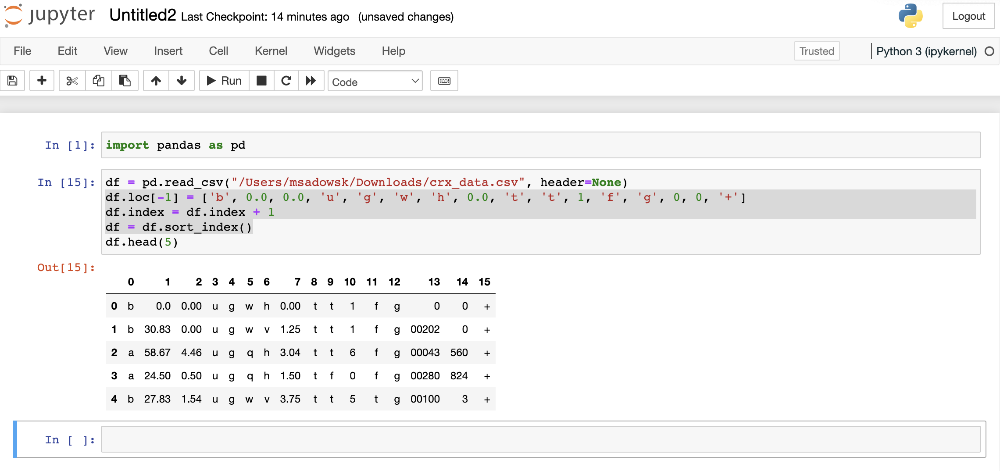 jupyter Untitled2 Last Checkpoint: 14 minutes ago (unsaved changes) Logout
File Edit View Insert Cell Kernel Widgets Help Trusted Python 3 (ipykernel)
Run Code
In [1]: import pandas as pd
In [15]: df = pd.read_csv("/Users/msadowsk/Downloads/crx_data.csv", header=None)
df.loc[-1] = ['b', 0.0, 0.0, 'u', 'g', 'w', 'h', 0.0, 't', 't', 1, 'f', 'g', 0, 0, '+']
df.index = df.index + 1
df = df.sort_index()
df.head(5)
Out[15]:
0 1 2 3 4 5 6 7 8 9 10 11 12 13 14 15
0 b 0.0 0.00 u g w h 0.00 t t 1 f g 0 0 +
1 b 30.83 0.00 u g w v 1.25 t t 1 f g 00202 0 +
2 a 58.67 4.46 u g q h 3.04 t t 6 f g 00043 560 +
3 a 24.50 0.50 u g q h 1.50 t f 0 f g 00280 824 +
4 b 27.83 1.54 u g w v 3.75 t t 5 t g 00100 3 +
In [ ]: